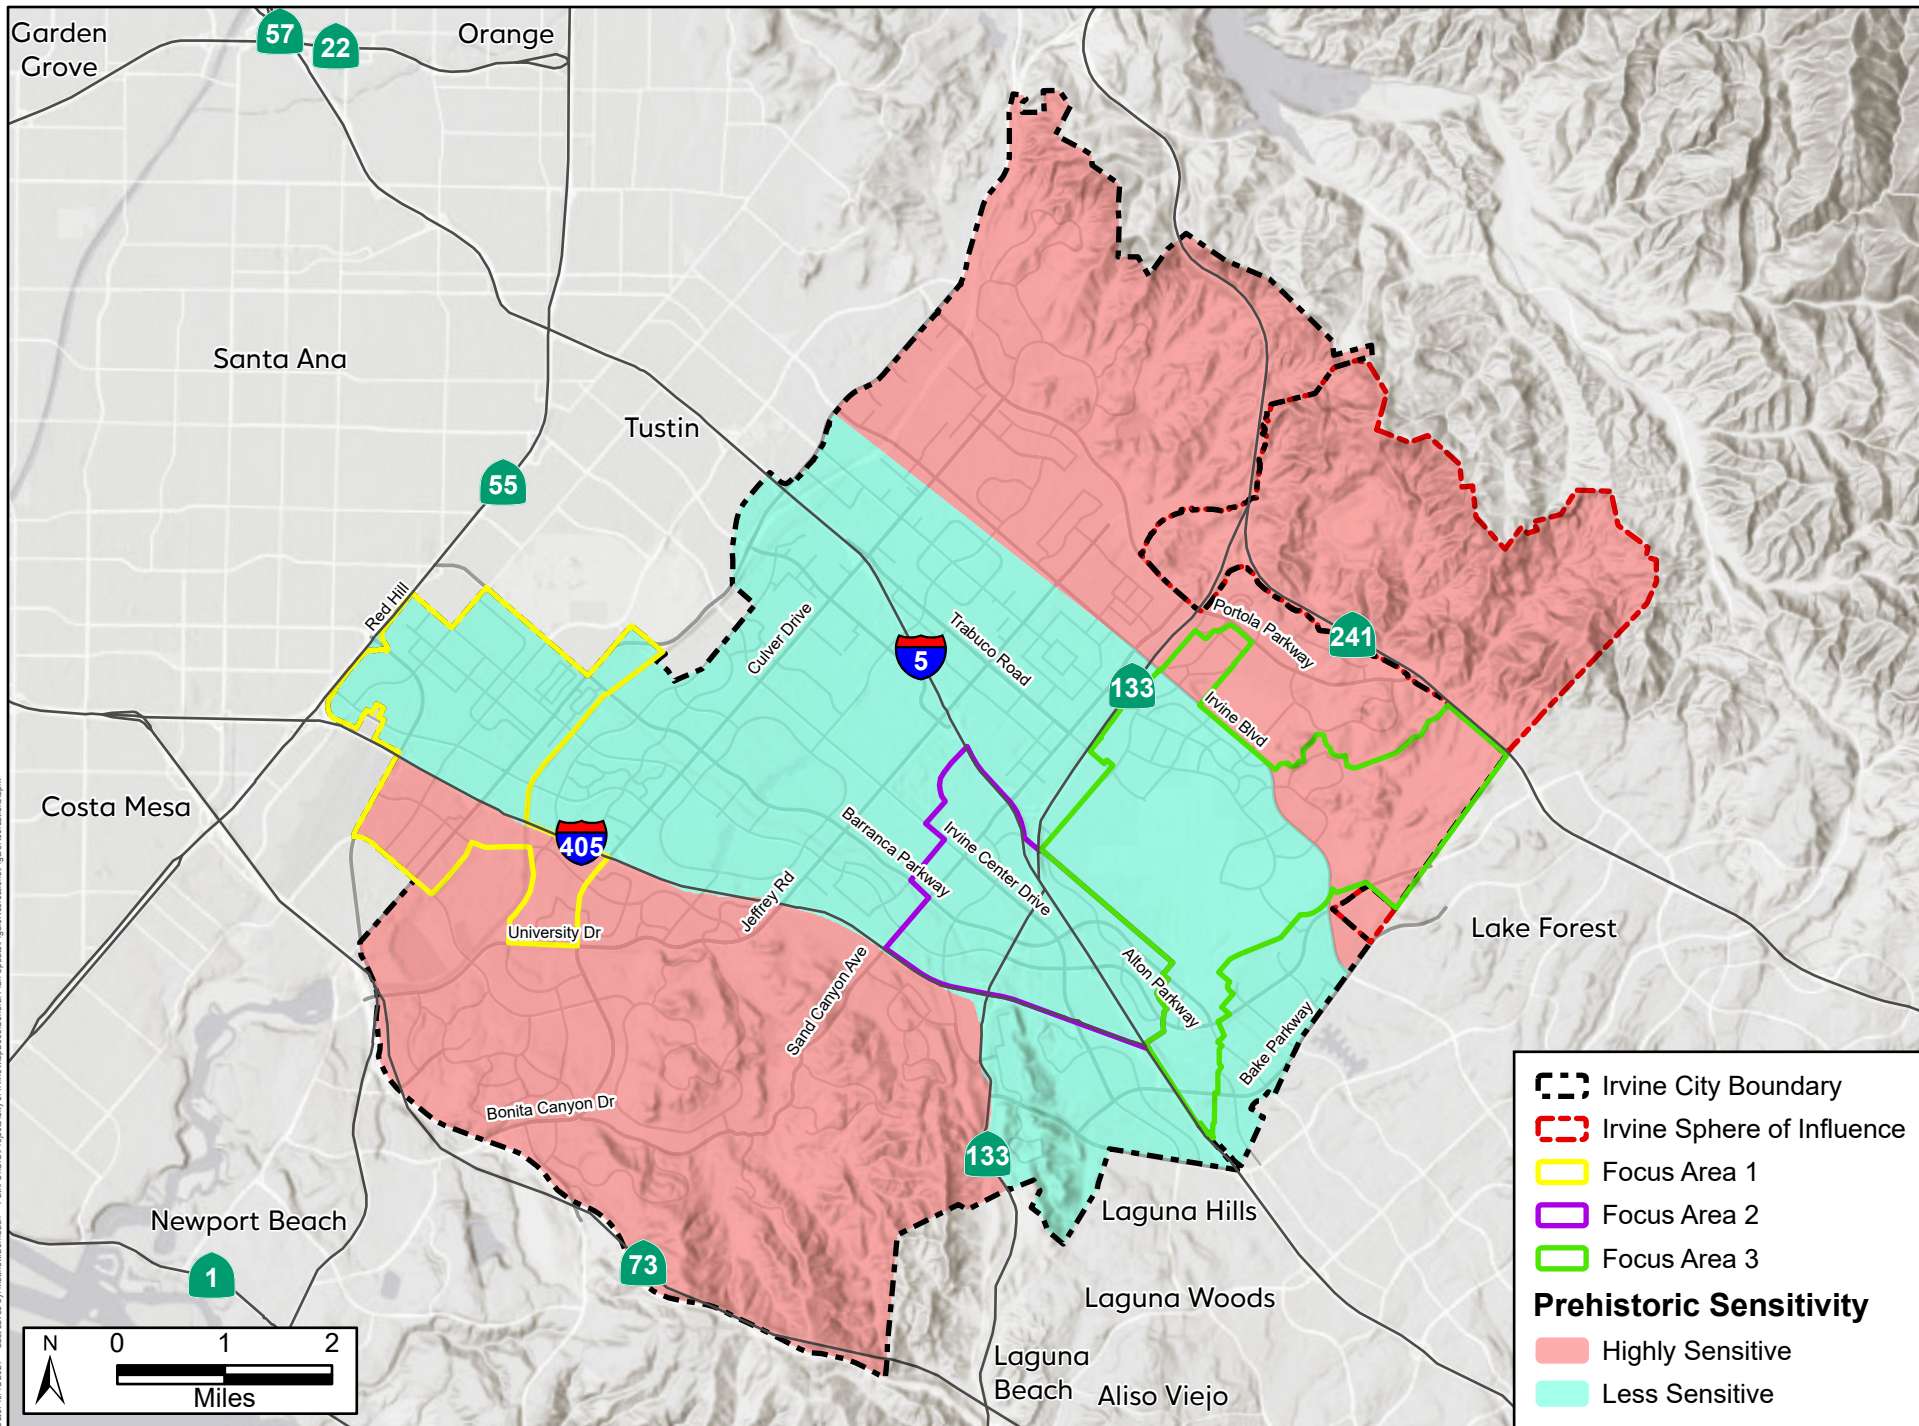 Garden
Grove
57
22
Orange
Santa Ana
Tustin
55
Red Hill
Culver Drive
5
Trabuco Road
133
Portola Parkway
241
Irvine Blvd
Costa Mesa
405
Barranca Parkway
Irvine Center Drive
Jeffrey Rd
University Dr
Sand Canyon Ave
Alton Parkway
Lake Forest
Bake Parkway
Bonita Canyon Dr
133
Newport Beach
1
73
Laguna Hills
Laguna Woods
Laguna
Beach
Aliso Viejo
N
0 1 2
Miles
Irvine City Boundary
Irvine Sphere of Influence
Focus Area 1
Focus Area 2
Focus Area 3
Prehistoric Sensitivity
Highly Sensitive
Less Sensitive